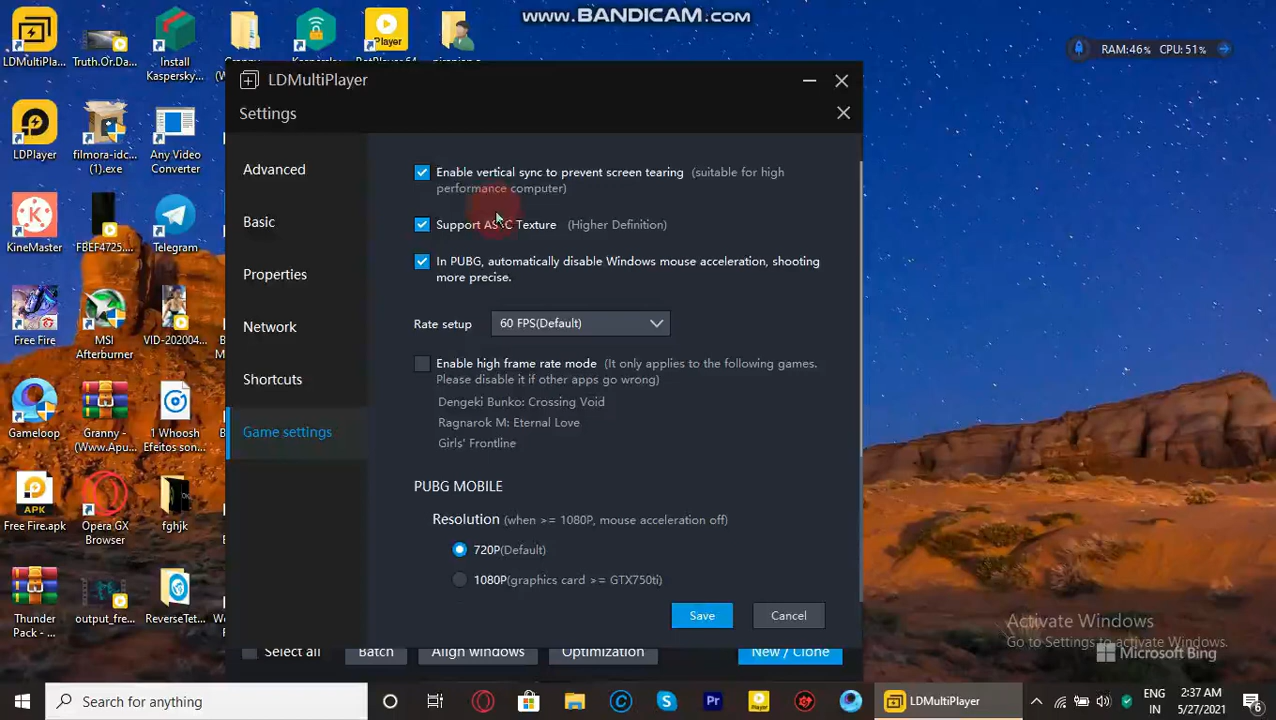 www.BANDICAM.com
Player
LDMultiPla...
Truth.Or.Da...
Install
Kaspersky...
RAM:46% CPU:51%
LDMultiPlayer
Settings
LDPlayer
filmora-idc...
(1).exe
Any Video
Converter
KineMaster
FBEF4725....
Telegram
Free Fire
MSI
Afterburner
VID-202004...
Gameloop
Granny -
(Www.Apu...
1 Whoosh
Efeitos son...
APK
Free Fire.apk
Opera GX
Browser
fghjk
Thunder
Pack - ...
output_fre...
ReverseTet...
Advanced
Basic
Properties
Network
Shortcuts
Game settings
Enable vertical sync to prevent screen tearing (suitable for high
performance computer)
Support ASTC Texture (Higher Definition)
In PUBG, automatically disable Windows mouse acceleration, shooting
more precise.
Rate setup 60 FPS(Default)
Enable high frame rate mode (It only applies to the following games.
Please disable it if other apps go wrong)
Dengeki Bunko: Crossing Void
Ragnarok M: Eternal Love
Girls' Frontline
PUBG MOBILE
Resolution (when >= 1080P, mouse acceleration off)
720P(Default)
1080P(graphics card >= GTX750ti)
Save Cancel
Select all Batch Align windows Optimization New / Clone
Activate Windows
Go to Settings to activate Windows.
Microsoft Bing
Search for anything
Pr
Player
LDMultiPlayer
ENG
IN
2:37 AM
5/27/2021
6